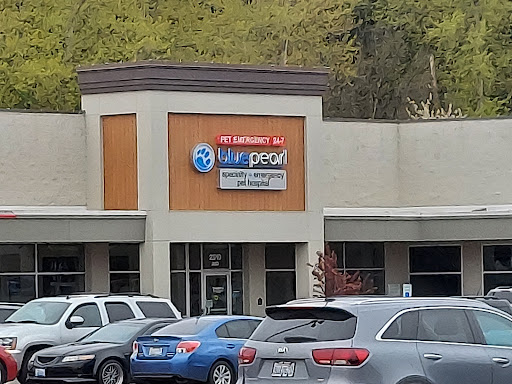 PET EMERGENCY 24/7
bluepearl
specialty + emergency
pet hospital